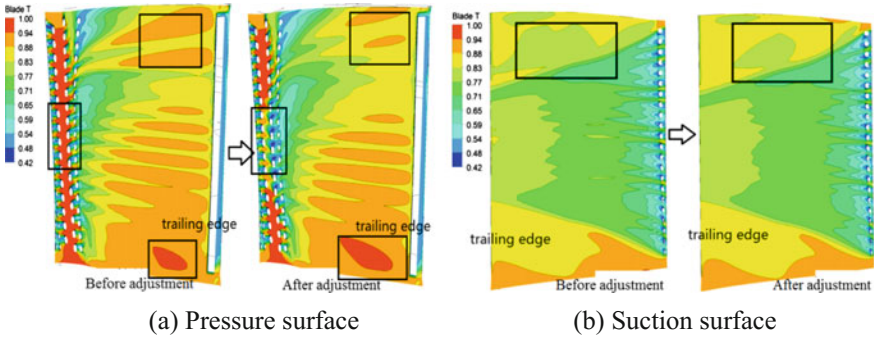 Blade T
1.00
0.94
0.88
0.83
0.77
0.71
0.65
0.59
0.54
0.48
0.42
trailing edge
trailing edge
Before adjustment
After adjustment
(a) Pressure surface
Blade T
1.00
0.94
0.88
0.83
0.77
0.71
0.65
0.60
0.54
0.48
0.42
trailing edge
trailing edge
Before adjustment
After adjustment
(b) Suction surface